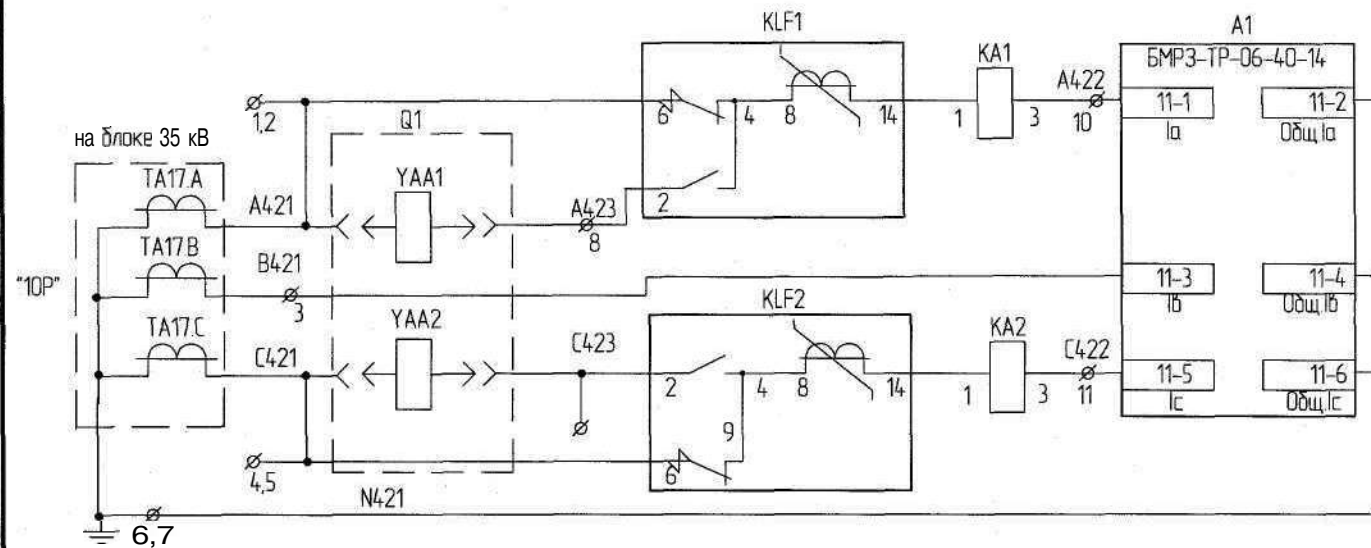 KLF1
A1
БМРЗ-ТР-06-40-14
KA1
A422
1,2
6
4
8
14
1
3
10
11-1
11-2
Ia
Общ.Ia
Q1
на блоке 35 кВ
TA17.A
A421
YAA1
A423
8
2
TA17.B
B421
"10P"
3
11-3
11-4
Iв
Общ.Iв
KLF2
TA17.C
C421
YAA2
C423
KA2
C422
2
4
8
14
1
3
11
11-5
11-6
Ic
Общ.Ic
9
6
4,5
N421
6,7